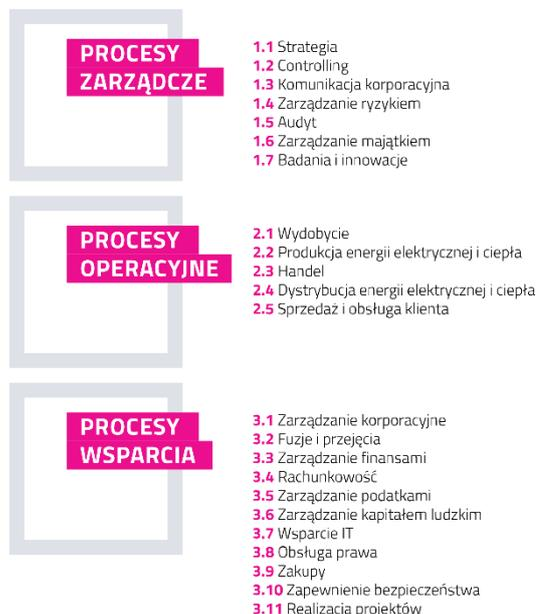 PROCESY
ZARZĄDCZE
1.1 Strategia
1.2 Controlling
1.3 Komunikacja korporacyjna
1.4 Zarządzanie ryzykiem
1.5 Audyt
1.6 Zarządzanie majątkiem
1.7 Badania i innowacje
PROCESY
OPERACYJNE
2.1 Wydobycie
2.2 Produkcja energii elektrycznej i ciepła
2.3 Handel
2.4 Dystrybucja energii elektrycznej i ciepła
2.5 Sprzedaż i obsługa klienta
PROCESY
WSPARCIA
3.1 Zarządzanie korporacyjne
3.2 Fuzje i przejęcia
3.3 Zarządzanie finansami
3.4 Rachunkowość
3.5 Zarządzanie podatkami
3.6 Zarządzanie kapitałem ludzkim
3.7 Wsparcie IT
3.8 Obsługa prawa
3.9 Zakupy
3.10 Zapewnienie bezpieczeństwa
3.11 Realizacja projektów